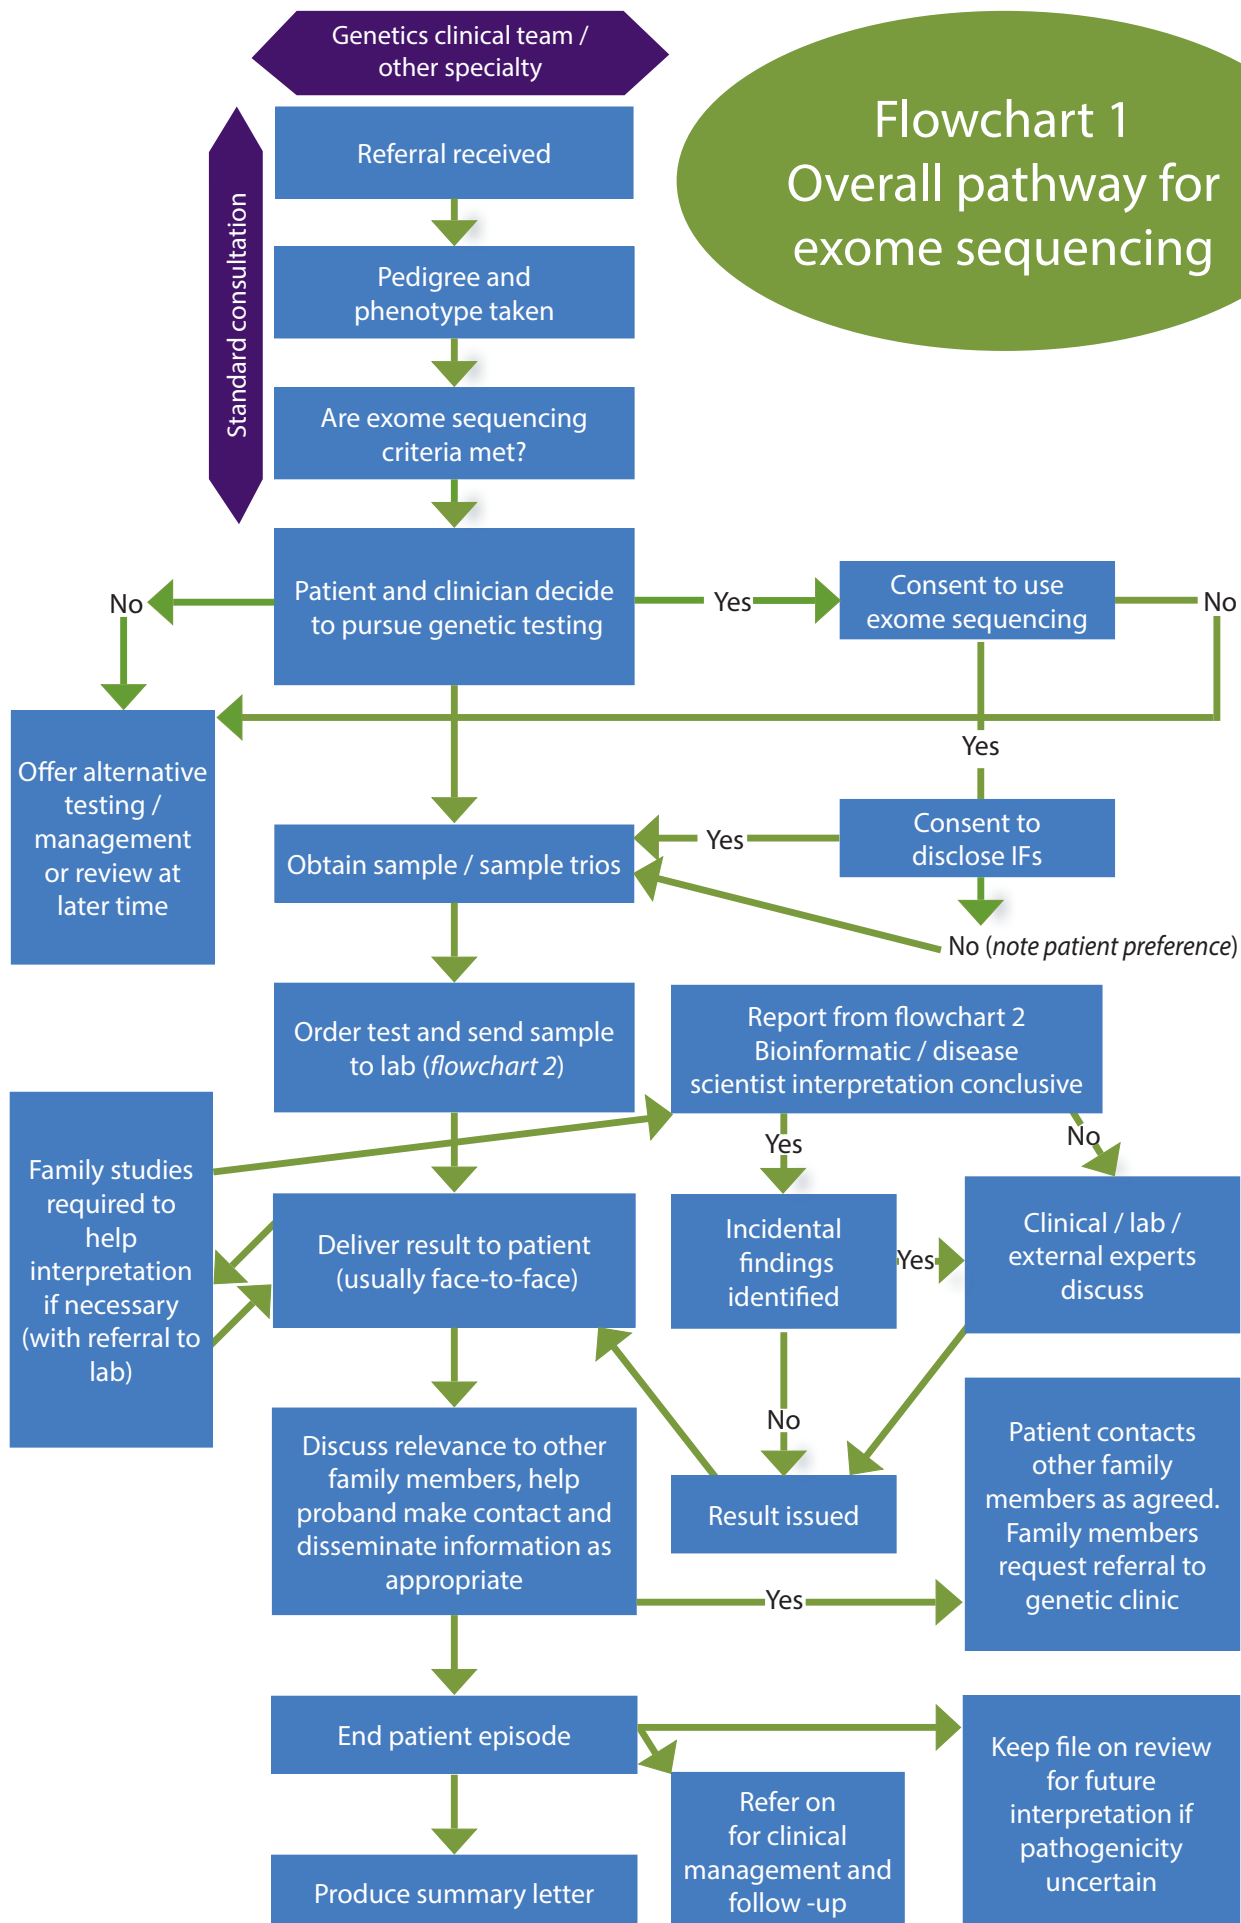 Genetics clinical team /
other specialty
Flowchart 1
Overall pathway for
exome sequencing
Standard consultation
Referral received
Pedigree and
phenotype taken
Are exome sequencing
criteria met?
Patient and clinician decide
to pursue genetic testing
No
Yes
Consent to use
exome sequencing
No
Yes
Offer alternative
testing /
management
or review at
later time
Consent to
disclose IFs
Yes
Obtain sample / sample trios
No (note patient preference)
Order test and send sample
to lab (flowchart 2)
Report from flowchart 2
Bioinformatic / disease
scientist interpretation conclusive
Yes
No
Family studies
required to
help
interpretation
if necessary
(with referral to
lab)
Deliver result to patient
(usually face-to-face)
Incidental
findings
identified
Yes
Clinical / lab /
external experts
discuss
No
Result issued
Discuss relevance to other
family members, help
proband make contact and
disseminate information as
appropriate
Yes
Patient contacts
other family
members as agreed.
Family members
request referral to
genetic clinic
End patient episode
Refer on
for clinical
management and
follow -up
Keep file on review
for future
interpretation if
pathogenicity
uncertain
Produce summary letter